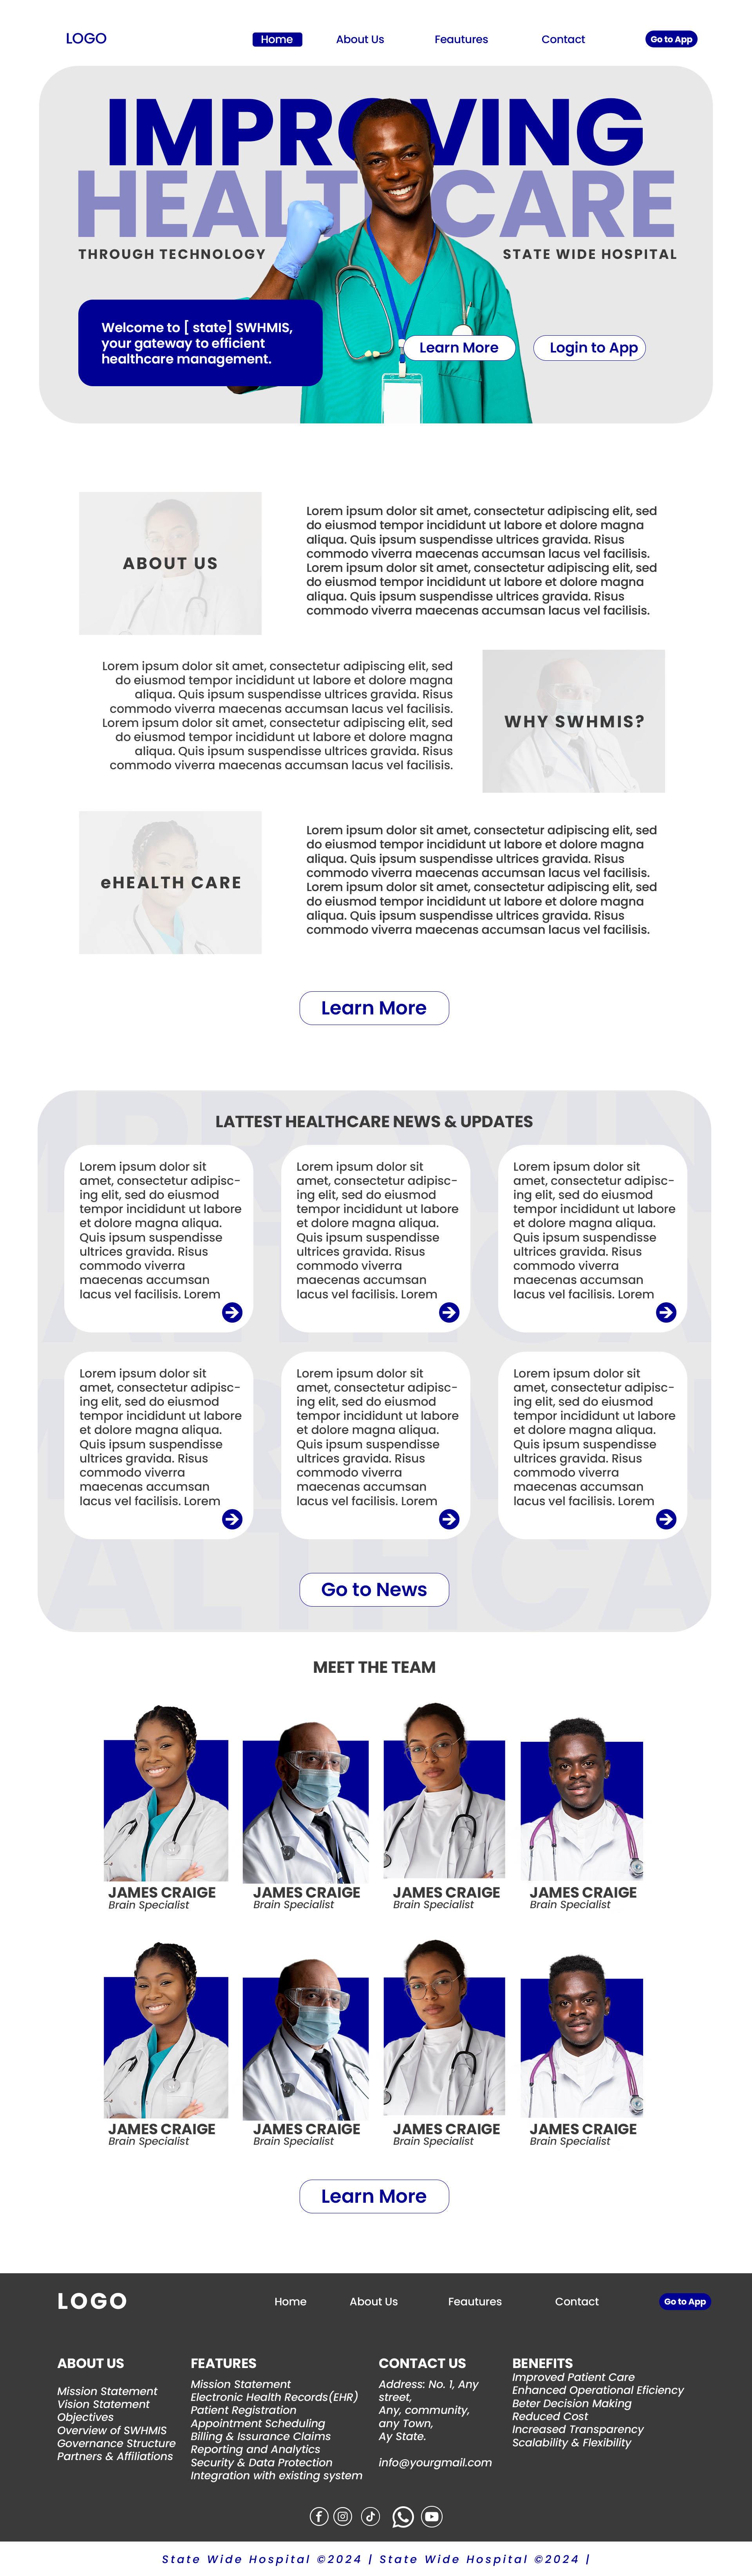 LOGO
Home
About Us
Feautures
Contact
Go to App
IMPROVING
HEALTHCARE
THROUGH TECHNOLOGY
STATE WIDE HOSPITAL
Welcome to [ state] SWHMIS,
your gateway to efficient
healthcare management.
Learn More
Login to App
ABOUT US
Lorem ipsum dolor sit amet, consectetur adipiscing elit, sed
do eiusmod tempor incididunt ut labore et dolore magna
aliqua. Quis ipsum suspendisse ultrices gravida. Risus
commodo viverra maecenas accumsan lacus vel facilisis.
Lorem ipsum dolor sit amet, consectetur adipiscing elit, sed
do eiusmod tempor incididunt ut labore et dolore magna
aliqua. Quis ipsum suspendisse ultrices gravida. Risus
commodo viverra maecenas accumsan lacus vel facilisis.
Lorem ipsum dolor sit amet, consectetur adipiscing elit, sed
do eiusmod tempor incididunt ut labore et dolore magna
aliqua. Quis ipsum suspendisse ultrices gravida. Risus
commodo viverra maecenas accumsan lacus vel facilisis.
Lorem ipsum dolor sit amet, consectetur adipiscing elit, sed
do eiusmod tempor incididunt ut labore et dolore magna
aliqua. Quis ipsum suspendisse ultrices gravida. Risus
commodo viverra maecenas accumsan lacus vel facilisis.
WHY SWHMIS?
eHEALTH CARE
Lorem ipsum dolor sit amet, consectetur adipiscing elit, sed
do eiusmod tempor incididunt ut labore et dolore magna
aliqua. Quis ipsum suspendisse ultrices gravida. Risus
commodo viverra maecenas accumsan lacus vel facilisis.
Lorem ipsum dolor sit amet, consectetur adipiscing elit, sed
do eiusmod tempor incididunt ut labore et dolore magna
aliqua. Quis ipsum suspendisse ultrices gravida. Risus
commodo viverra maecenas accumsan lacus vel facilisis.
Learn More
LATTEST HEALTHCARE NEWS & UPDATES
Lorem ipsum dolor sit
amet, consectetur adipisc-
ing elit, sed do eiusmod
tempor incididunt ut labore
et dolore magna aliqua.
Quis ipsum suspendisse
ultrices gravida. Risus
commodo viverra
maecenas accumsan
lacus vel facilisis. Lorem
Lorem ipsum dolor sit
amet, consectetur adipisc-
ing elit, sed do eiusmod
tempor incididunt ut labore
et dolore magna aliqua.
Quis ipsum suspendisse
ultrices gravida. Risus
commodo viverra
maecenas accumsan
lacus vel facilisis. Lorem
Lorem ipsum dolor sit
amet, consectetur adipisc-
ing elit, sed do eiusmod
tempor incididunt ut labore
et dolore magna aliqua.
Quis ipsum suspendisse
ultrices gravida. Risus
commodo viverra
maecenas accumsan
lacus vel facilisis. Lorem
Lorem ipsum dolor sit
amet, consectetur adipisc-
ing elit, sed do eiusmod
tempor incididunt ut labore
et dolore magna aliqua.
Quis ipsum suspendisse
ultrices gravida. Risus
commodo viverra
maecenas accumsan
lacus vel facilisis. Lorem
Lorem ipsum dolor sit
amet, consectetur adipisc-
ing elit, sed do eiusmod
tempor incididunt ut labore
et dolore magna aliqua.
Quis ipsum suspendisse
ultrices gravida. Risus
commodo viverra
maecenas accumsan
lacus vel facilisis. Lorem
Lorem ipsum dolor sit
amet, consectetur adipisc-
ing elit, sed do eiusmod
tempor incididunt ut labore
et dolore magna aliqua.
Quis ipsum suspendisse
ultrices gravida. Risus
commodo viverra
maecenas accumsan
lacus vel facilisis. Lorem
Go to News
MEET THE TEAM
JAMES CRAIGE
Brain Specialist
JAMES CRAIGE
Brain Specialist
JAMES CRAIGE
Brain Specialist
JAMES CRAIGE
Brain Specialist
JAMES CRAIGE
Brain Specialist
JAMES CRAIGE
Brain Specialist
JAMES CRAIGE
Brain Specialist
JAMES CRAIGE
Brain Specialist
Learn More
LOGO
Home
About Us
Feautures
Contact
Go to App
ABOUT US
Mission Statement
Vision Statement
Objectives
Overview of SWHMIS
Governance Structure
Partners & Affiliations
FEATURES
Mission Statement
Electronic Health Records(EHR)
Patient Registration
Appointment Scheduling
Billing & Insurance Claims
Reporting and Analytics
Security & Data Protection
Integration with existing system
CONTACT US
Address: No. 1, Any
street,
Any, community,
any Town,
Ay State.
info@yourgmail.com
BENEFITS
Improved Patient Care
Enhanced Operational Eficiency
Beter Decision Making
Reduced Cost
Increased Transparency
Scalability & Flexibility
State Wide Hospital ©2024 | State Wide Hospital ©2024 |